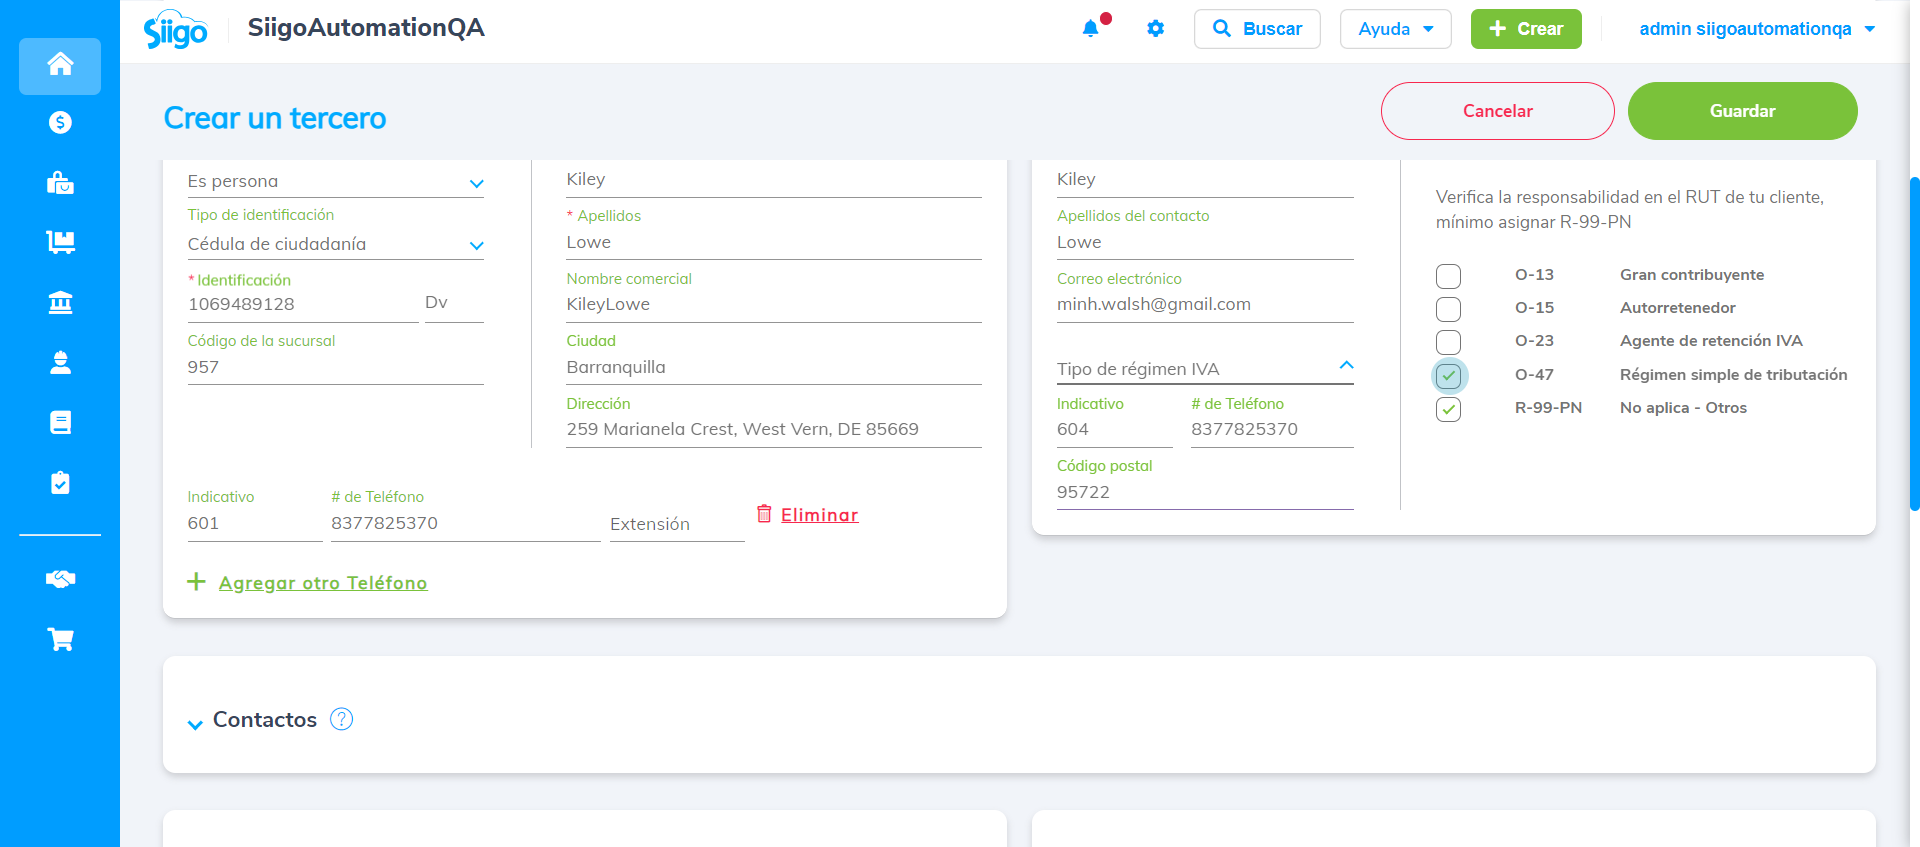 Siigo
SiigoAutomationQA
Buscar
Ayuda
Crear
admin siigoautomationqa
Crear un tercero
Cancelar
Guardar
Es persona
Tipo de identificación
Cédula de ciudadanía
* Identificación
1069489128
Dv
Código de la sucursal
957
Kiley
* Apellidos
Lowe
Nombre comercial
KileyLowe
Ciudad
Barranquilla
Dirección
259 Marianela Crest, West Vern, DE 85669
Indicativo
601
# de Teléfono
8377825370
Extensión
Eliminar
Agregar otro Teléfono
Kiley
Apellidos del contacto
Lowe
Correo electrónico
minh.walsh@gmail.com
Tipo de régimen IVA
Indicativo
604
# de Teléfono
8377825370
Código postal
95722
Verifica la responsabilidad en el RUT de tu cliente,
mínimo asignar R-99-PN
O-13 Gran contribuyente
O-15 Autorretenedor
O-23 Agente de retención IVA
O-47 Régimen simple de tributación
R-99-PN No aplica - Otros
Contactos ?